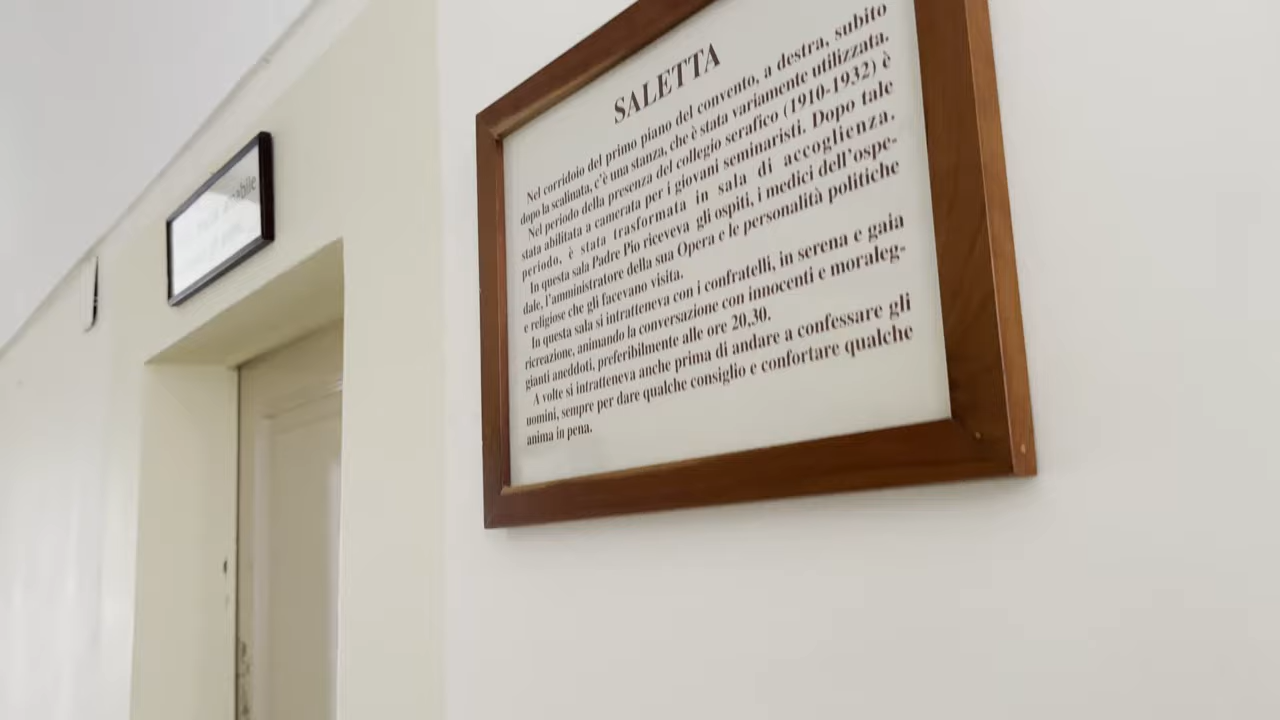 SALETTA
Nel corridoio del primo piano del convento, a destra, subito
dopo la scalinata, c'è una stanza, che è stata variamente utilizzata.
Nel periodo della presenza del collegio serafico (1910-1932) è
stata abilitata a camerata per i giovani seminaristi. Dopo tale
periodo, è stata trasformata in sala di accoglienza.
In questa sala Padre Pio riceveva gli ospiti, i medici dell'ospe-
dale, l'amministratore della sua Opera e le personalità politiche
e religiose che gli facevano visita.
In questa sala si intratteneva con i confratelli, in serena e gaia
ricreazione, animando la conversazione con innocenti e moraleg-
gianti aneddoti, preferibilmente alle ore 20,30.
A volte si intratteneva anche prima di andare a confessare gli
uomini, sempre per dare qualche consiglio e confortare qualche
anima in pena.